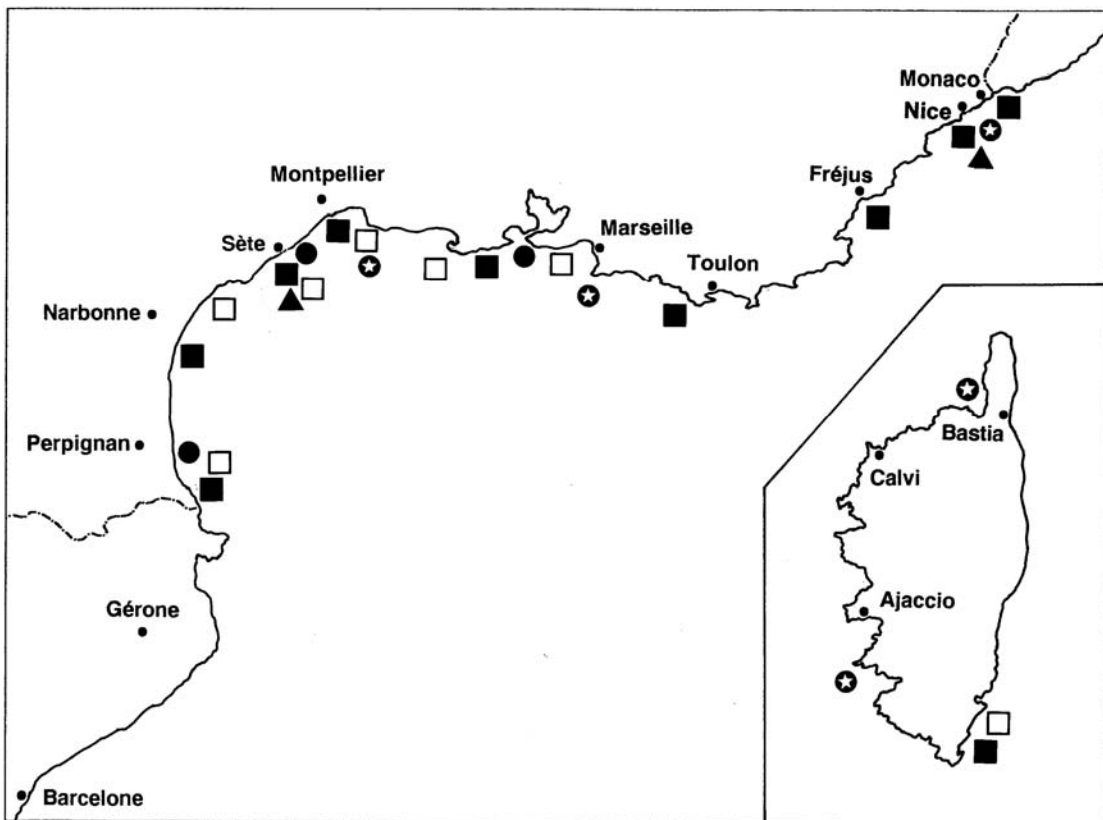 Monaco
Nice
Fréjus
Montpellier
Sète
Marseille
Toulon
Narbonne
Perpignan
Bastia
Calvi
Gérone
Ajaccio
Barcelone